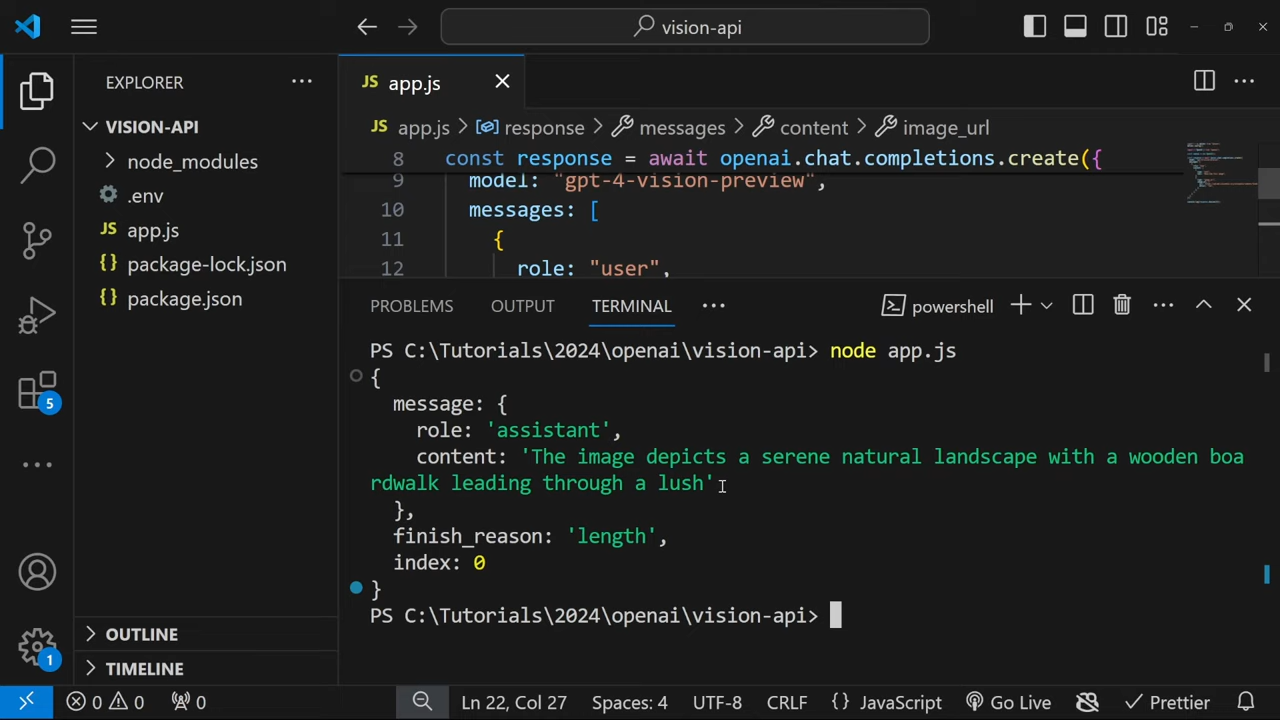 vision-api
EXPLORER
VISION-API
node_modules
.env
JS app.js
{} package-lock.json
{} package.json
OUTLINE
TIMELINE
5
1
JS app.js
JS app.js > response > messages > content > image_url
8 const response = await openai.chat.completions.create({
9 model: "gpt-4-vision-preview",
10 messages: [
11 {
12 role: "user",
PROBLEMS OUTPUT TERMINAL powershell
PS C:\Tutorials\2024\openai\vision-api> node app.js
{
message: {
role: 'assistant',
content: 'The image depicts a serene natural landscape with a wooden boa
rdwalk leading through a lush'
},
finish_reason: 'length',
index: 0
}
PS C:\Tutorials\2024\openai\vision-api>
0 0 0 Ln 22, Col 27 Spaces: 4 UTF-8 CRLF {} JavaScript Go Live Prettier